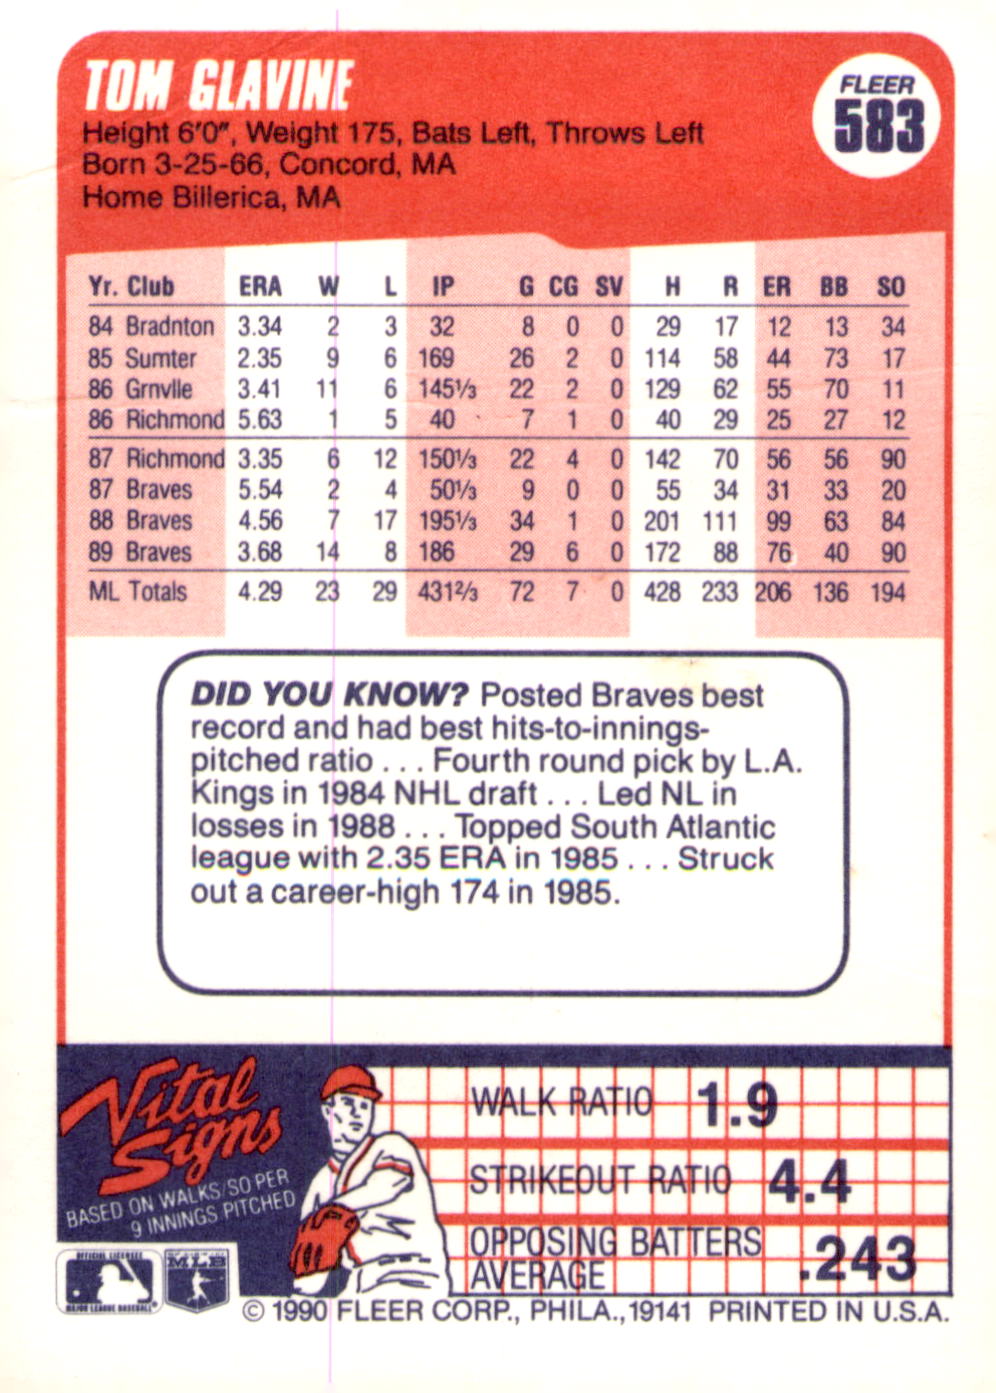 TOM GLAVINE
FLEER
583
Height 6'0", Weight 175, Bats Left, Throws Left
Born 3-25-66, Concord, MA
Home Billerica, MA
Yr. Club ERA W L IP G CG SV H R ER BB SO
84 Bradnton 3.34 2 3 32 8 0 0 29 17 12 13 34
85 Sumter 2.35 9 6 169 26 2 0 114 58 44 73 17
86 Grnvlle 3.41 11 6 145⅓ 22 2 0 129 62 55 70 11
86 Richmond 5.63 1 5 40 7 1 0 40 29 25 27 12
87 Richmond 3.35 6 12 150⅓ 22 4 0 142 70 56 56 90
87 Braves 5.54 2 4 50⅓ 9 0 0 55 34 31 33 20
88 Braves 4.56 7 17 195⅓ 34 1 0 201 111 99 63 84
89 Braves 3.68 14 8 186 29 6 0 172 88 76 40 90
ML Totals 4.29 23 29 431⅔ 72 7 0 428 233 206 136 194
DID YOU KNOW? Posted Braves best
record and had best hits-to-innings-
pitched ratio . . . Fourth round pick by L.A.
Kings in 1984 NHL draft . . . Led NL in
losses in 1988 . . . Topped South Atlantic
league with 2.35 ERA in 1985 . . . Struck
out a career-high 174 in 1985.
Vital
Signs
BASED ON WALKS/SO PER
9 INNINGS PITCHED
WALK RATIO 1.9
STRIKEOUT RATIO 4.4
OPPOSING BATTERS
AVERAGE .243
OFFICIAL LICENSEE
MAJOR LEAGUE BASEBALL
MLB
© 1990 FLEER CORP., PHILA., 19141 PRINTED IN U.S.A.